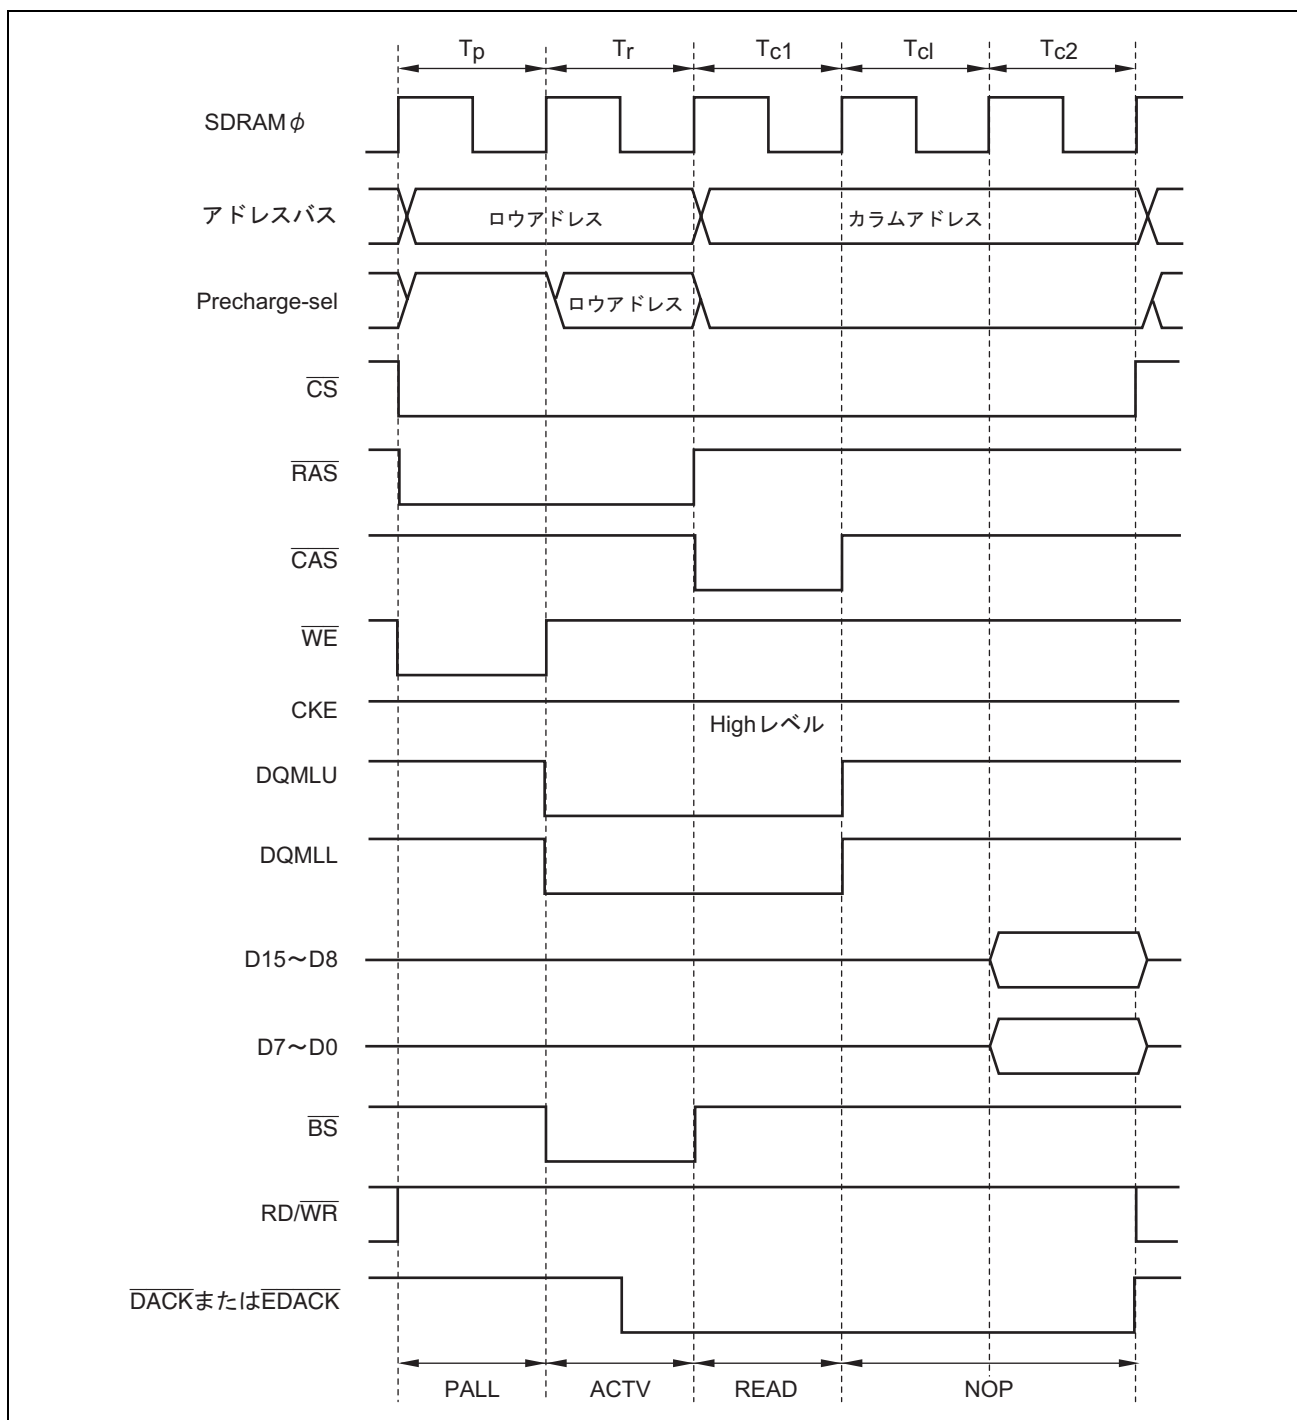 Tp Tr Tc1 Tcl Tc2
SDRAMφ
アドレスバス ロウアドレス カラムアドレス
Precharge-sel ロウアドレス
CS
RAS
CAS
WE
CKE
Highレベル
DQMLU
DQMLL
D15～D8
D7～D0
BS
RD/WR
DACKまたはEDACK
PALL ACTV READ NOP